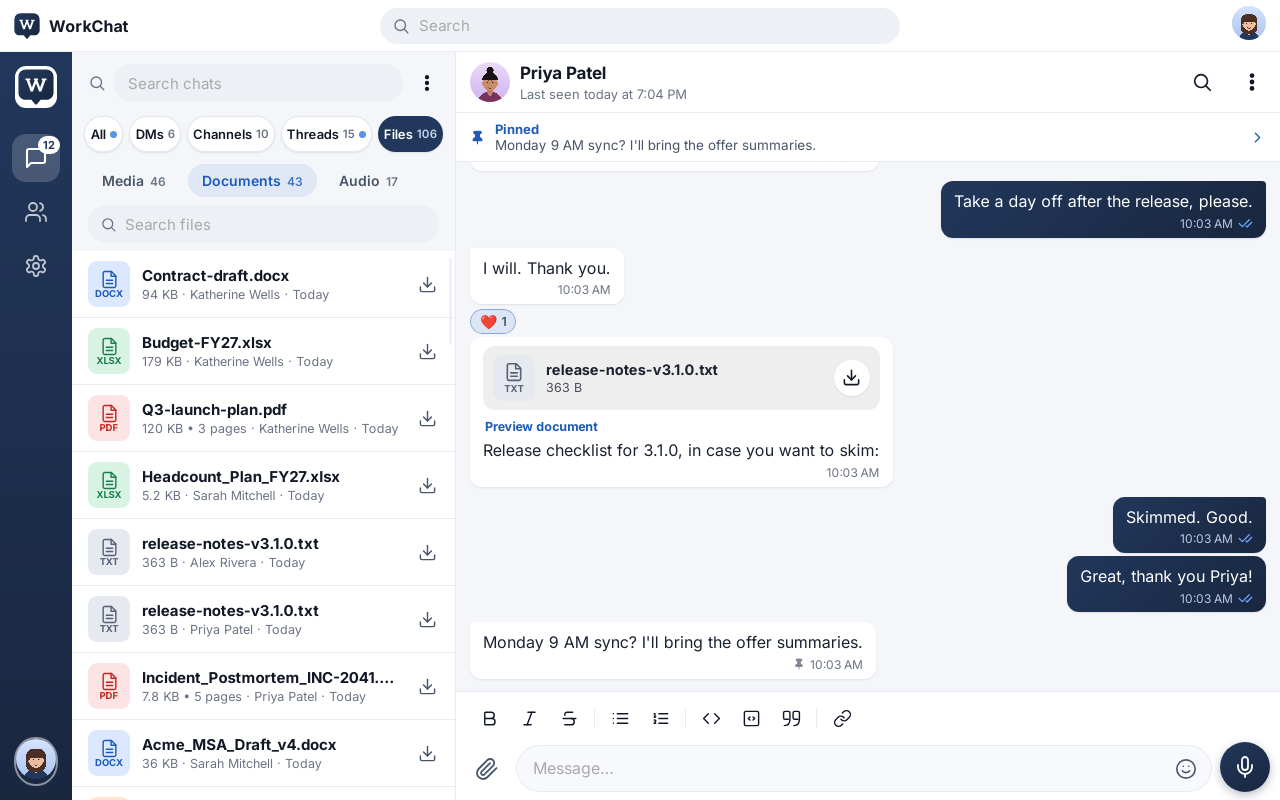 W WorkChat
Search
W
12
Search chats
All
DMs 6
Channels 10
Threads 15
Files 106
Media 46
Documents 43
Audio 17
Search files
DOCX
Contract-draft.docx
94 KB · Katherine Wells · Today
XLSX
Budget-FY27.xlsx
179 KB · Katherine Wells · Today
PDF
Q3-launch-plan.pdf
120 KB • 3 pages · Katherine Wells · Today
XLSX
Headcount_Plan_FY27.xlsx
5.2 KB · Sarah Mitchell · Today
TXT
release-notes-v3.1.0.txt
363 B · Alex Rivera · Today
TXT
release-notes-v3.1.0.txt
363 B · Priya Patel · Today
PDF
Incident_Postmortem_INC-2041....
7.8 KB • 5 pages · Priya Patel · Today
DOCX
Acme_MSA_Draft_v4.docx
36 KB · Sarah Mitchell · Today
Priya Patel
Last seen today at 7:04 PM
Pinned
Monday 9 AM sync? I'll bring the offer summaries.
Take a day off after the release, please.
10:03 AM
I will. Thank you.
10:03 AM
❤️ 1
TXT
release-notes-v3.1.0.txt
363 B
Preview document
Release checklist for 3.1.0, in case you want to skim:
10:03 AM
Skimmed. Good.
10:03 AM
Great, thank you Priya!
10:03 AM
Monday 9 AM sync? I'll bring the offer summaries.
10:03 AM
Message...